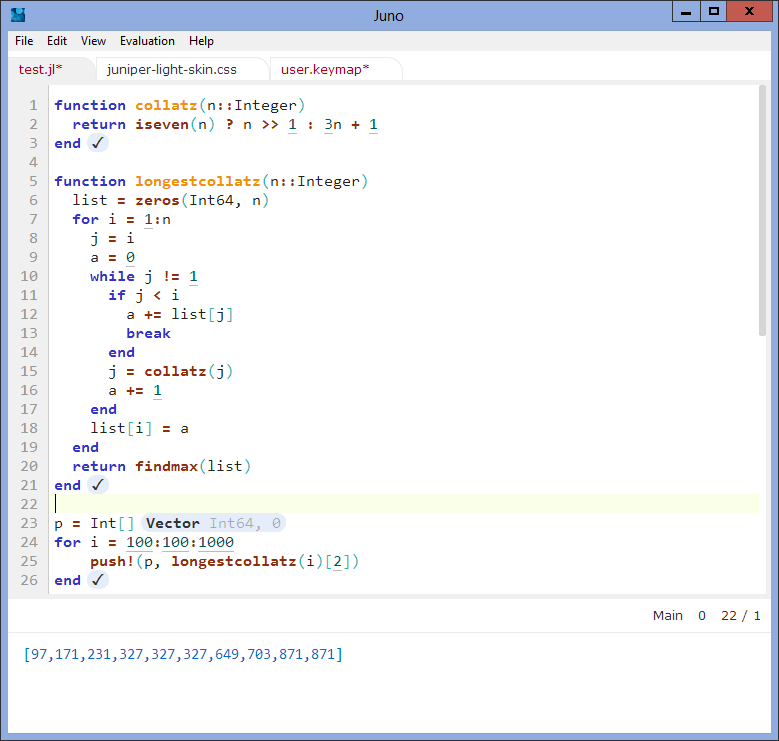 Juno
File Edit View Evaluation Help
test.jl* juniper-light-skin.css user.keymap*
1 function collatz(n::Integer)
2   return iseven(n) ? n >> 1 : 3n + 1
3 end ✓
4
5 function longestcollatz(n::Integer)
6   list = zeros(Int64, n)
7   for i = 1:n
8     j = i
9     a = 0
10     while j != 1
11       if j < i
12         a += list[j]
13         break
14       end
15       j = collatz(j)
16       a += 1
17     end
18     list[i] = a
19   end
20   return findmax(list)
21 end ✓
22
23 p = Int[] Vector Int64, 0
24 for i = 100:100:1000
25     push!(p, longestcollatz(i)[2])
26 end ✓
Main 0 22 / 1
[97,171,231,327,327,327,649,703,871,871]